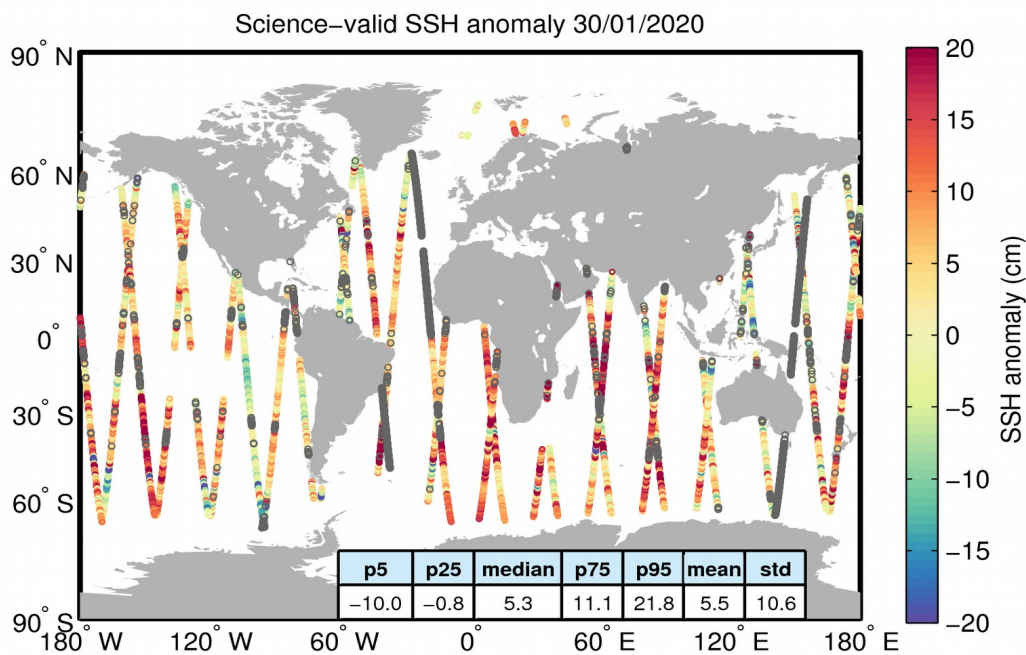 Science−valid SSH anomaly 30/01/2020
90° N
60° N
30° N
0°
30° S
60° S
90° S
180° W
120° W
60° W
0°
60° E
120° E
180° E
p5 p25 median p75 p95 mean std
−10.0 −0.8 5.3 11.1 21.8 5.5 10.6
20
15
10
5
0
−5
−10
−15
−20
SSH anomaly (cm)